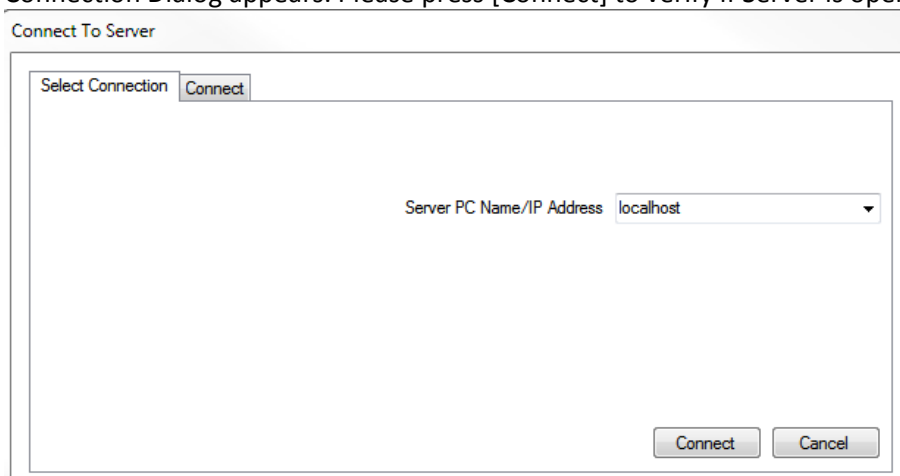 Connection Dialog appears. Please press [Connect] to verify if Server is ope
Connect To Server
Select Connection Connect
Server PC Name/IP Address localhost
Connect Cancel